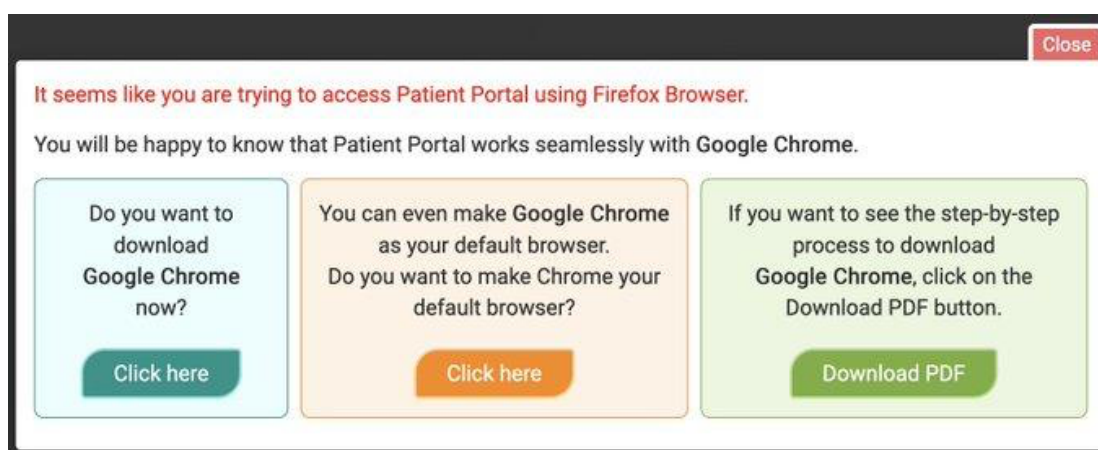 Close
It seems like you are trying to access Patient Portal using Firefox Browser.
You will be happy to know that Patient Portal works seamlessly with Google Chrome.
Do you want to
download
Google Chrome
now?
Click here
You can even make Google Chrome
as your default browser.
Do you want to make Chrome your
default browser?
Click here
If you want to see the step-by-step
process to download
Google Chrome, click on the
Download PDF button.
Download PDF